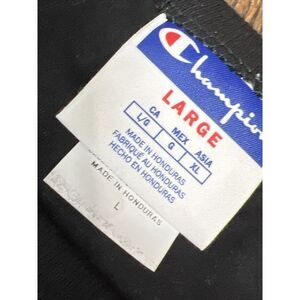 Champion
LARGE
CA MEX ASIA
L/G G XL
MADE IN HONDURAS
FABRIQUÉ AU HONDURAS
HECHO EN HONDURAS
MADE IN HONDURAS
L